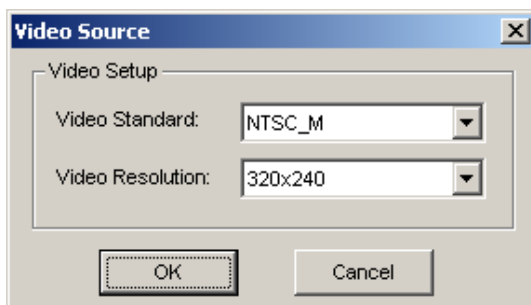 Video Source
Video Setup
Video Standard: NTSC_M
Video Resolution: 320x240
OK Cancel